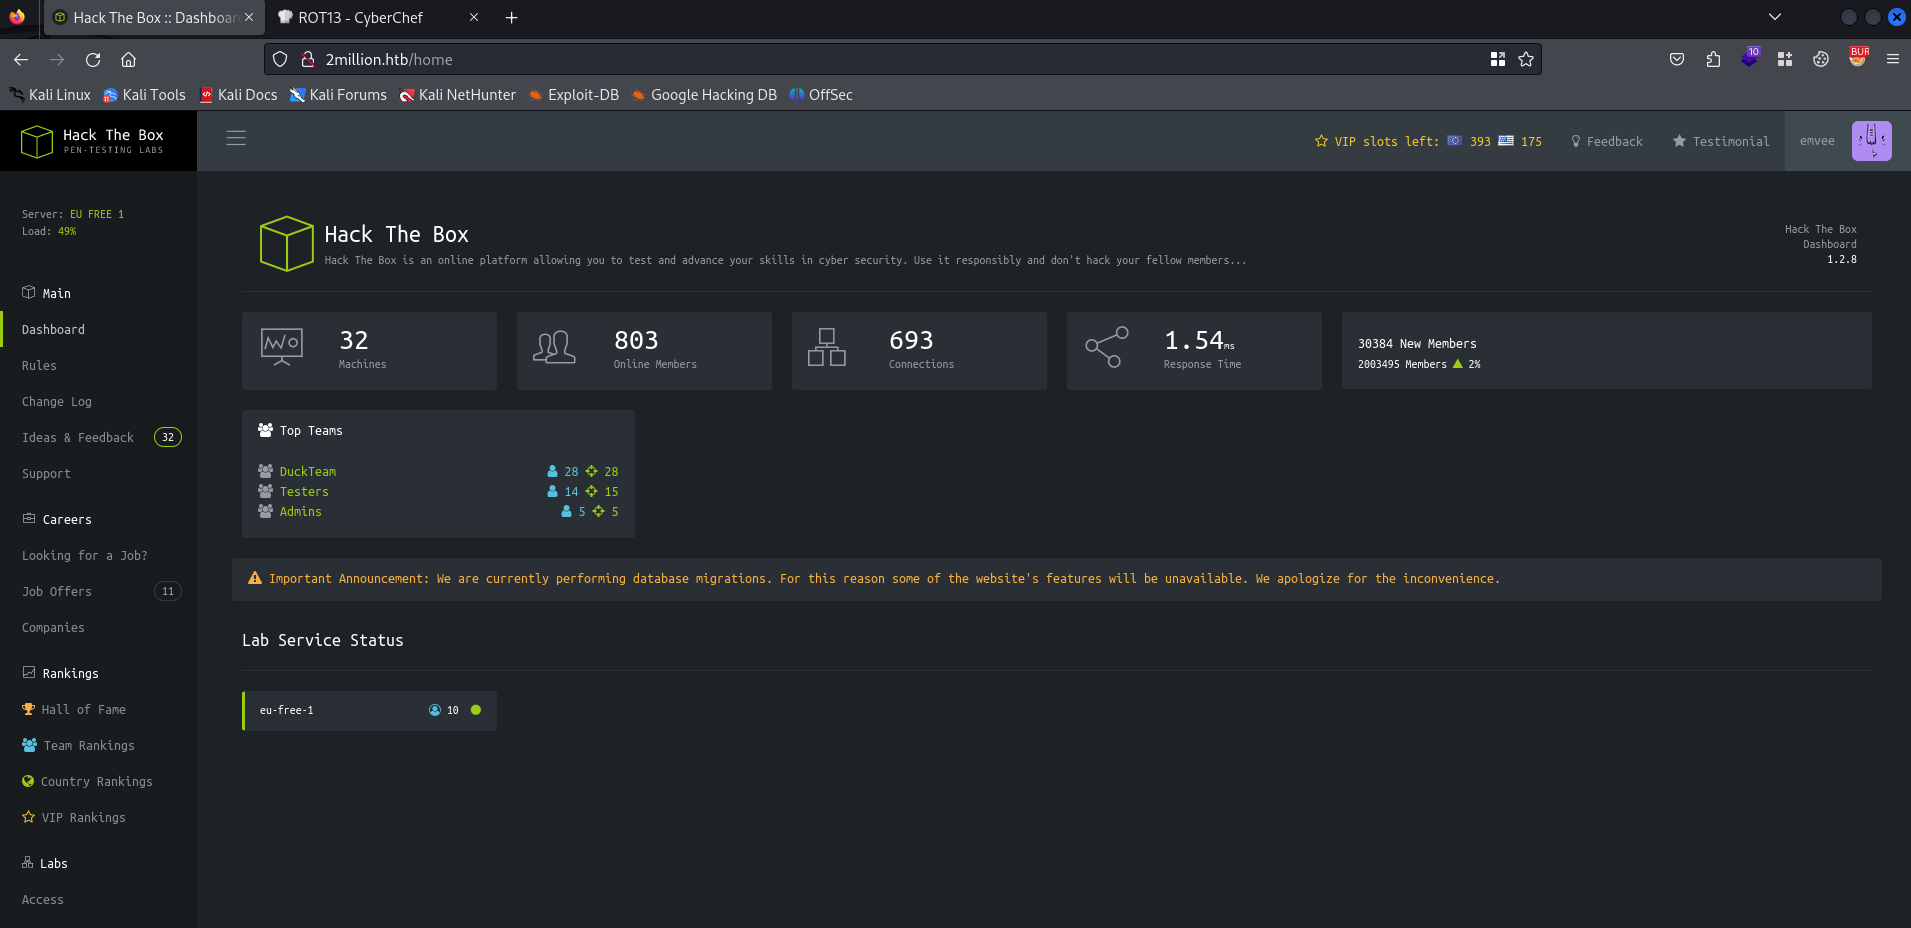 Hack The Box :: Dashboar
ROT13 - CyberChef
2million.htb/home
10
BUR
Kali Linux Kali Tools Kali Docs Kali Forums Kali NetHunter Exploit-DB Google Hacking DB OffSec
Hack The Box
PEN-TESTING LABS
VIP slots left: 393 175 Feedback Testimonial emvee
Server: EU FREE 1
Load: 49%
Main
Dashboard
Rules
Change Log
Ideas & Feedback 32
Support
Careers
Looking for a Job?
Job Offers 11
Companies
Rankings
Hall of Fame
Team Rankings
Country Rankings
VIP Rankings
Labs
Access
Hack The Box
Hack The Box is an online platform allowing you to test and advance your skills in cyber security. Use it responsibly and don't hack your fellow members...
Hack The Box
Dashboard
1.2.8
32
Machines
803
Online Members
693
Connections
1.54ms
Response Time
30384 New Members
2003495 Members 2%
Top Teams
DuckTeam 28 28
Testers 14 15
Admins 5 5
Important Announcement: We are currently performing database migrations. For this reason some of the website's features will be unavailable. We apologize for the inconvenience.
Lab Service Status
eu-free-1 10